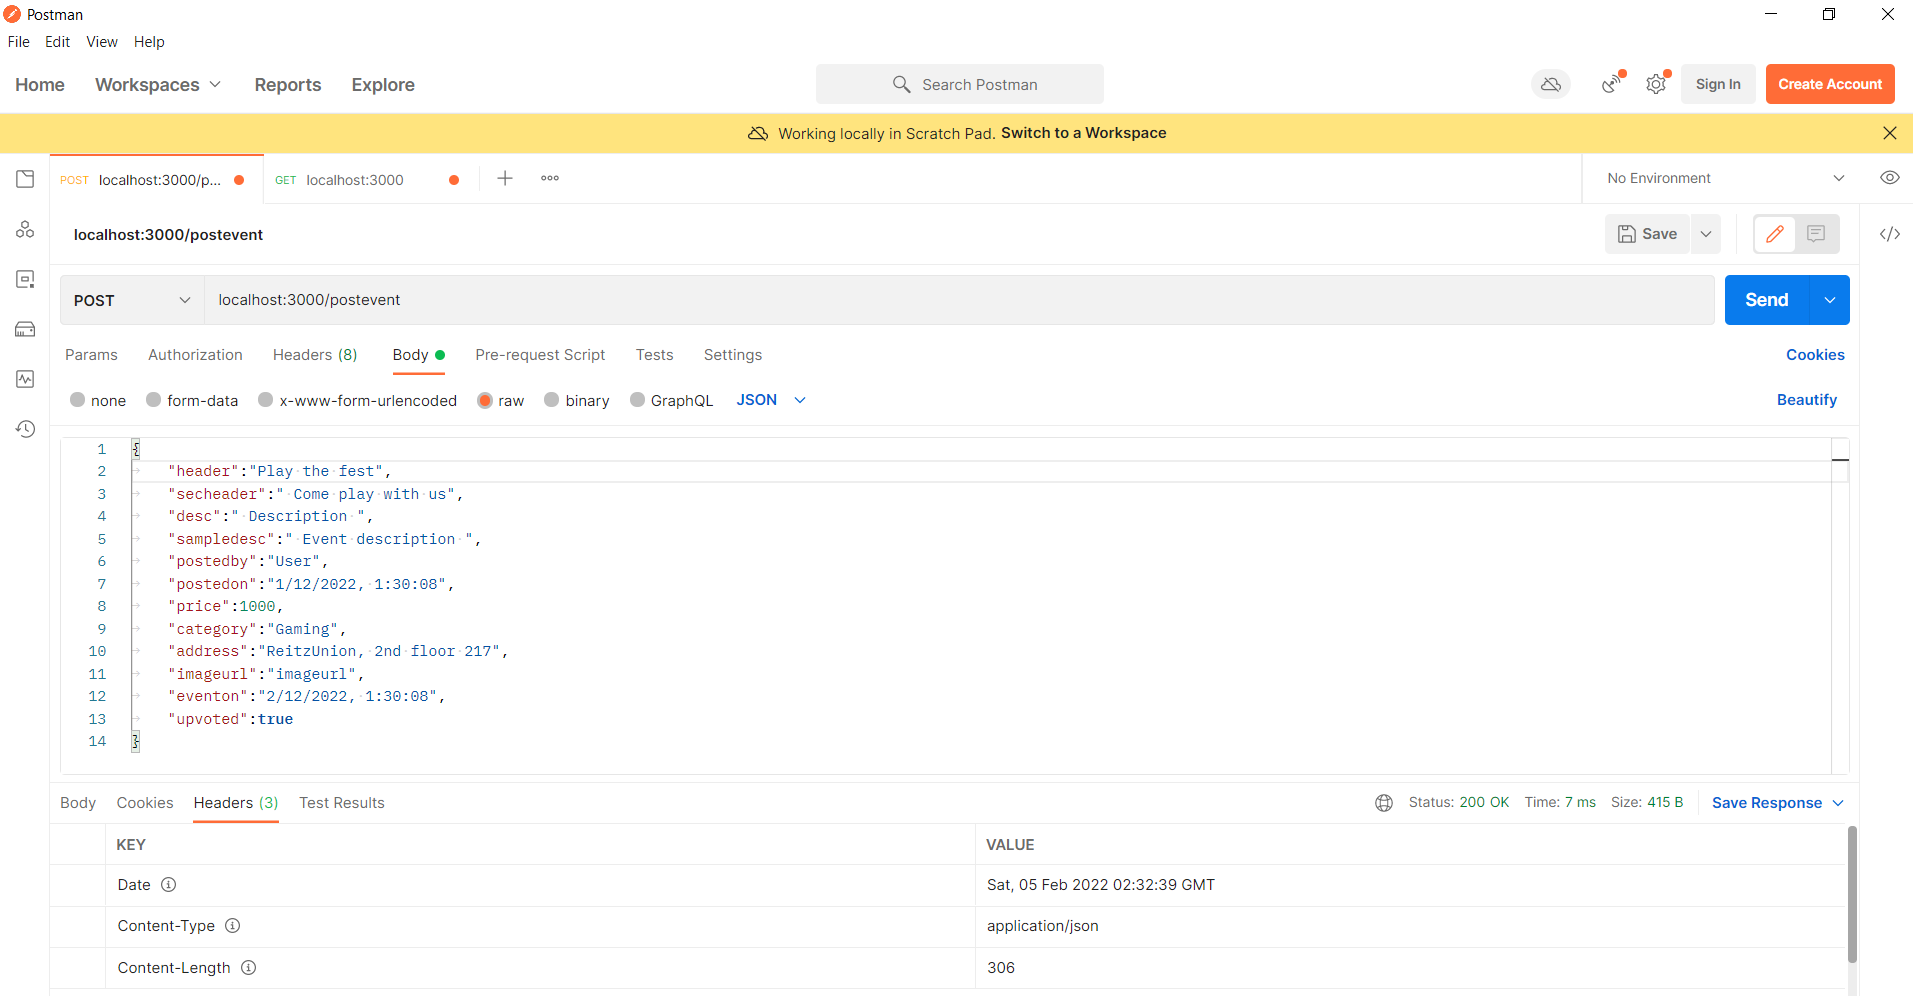 Postman
File Edit View Help
Home Workspaces Reports Explore Search Postman Sign In Create Account
Working locally in Scratch Pad. Switch to a Workspace
POST localhost:3000/p... GET localhost:3000 No Environment
localhost:3000/postevent Save
POST localhost:3000/postevent Send
Params Authorization Headers (8) Body Pre-request Script Tests Settings Cookies
none form-data x-www-form-urlencoded raw binary GraphQL JSON Beautify
1 {
2 "header":"Play the fest",
3 "secheader":" Come play with us",
4 "desc":" Description ",
5 "sampledesc":" Event description ",
6 "postedby":"User",
7 "postedon":"1/12/2022, 1:30:08",
8 "price":1000,
9 "category":"Gaming",
10 "address":"ReitzUnion, 2nd floor 217",
11 "imageurl":"imageurl",
12 "eventon":"2/12/2022, 1:30:08",
13 "upvoted":true
14 }
Body Cookies Headers (3) Test Results Status: 200 OK Time: 7 ms Size: 415 B Save Response
KEY VALUE
Date Sat, 05 Feb 2022 02:32:39 GMT
Content-Type application/json
Content-Length 306